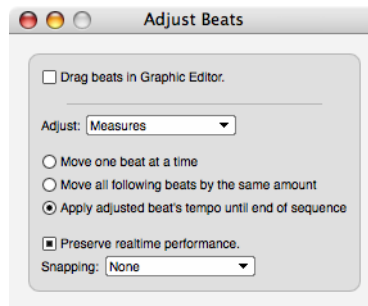 Adjust Beats
Drag beats in Graphic Editor.
Adjust: Measures
Move one beat at a time
Move all following beats by the same amount
Apply adjusted beat's tempo until end of sequence
Preserve realtime performance.
Snapping: None